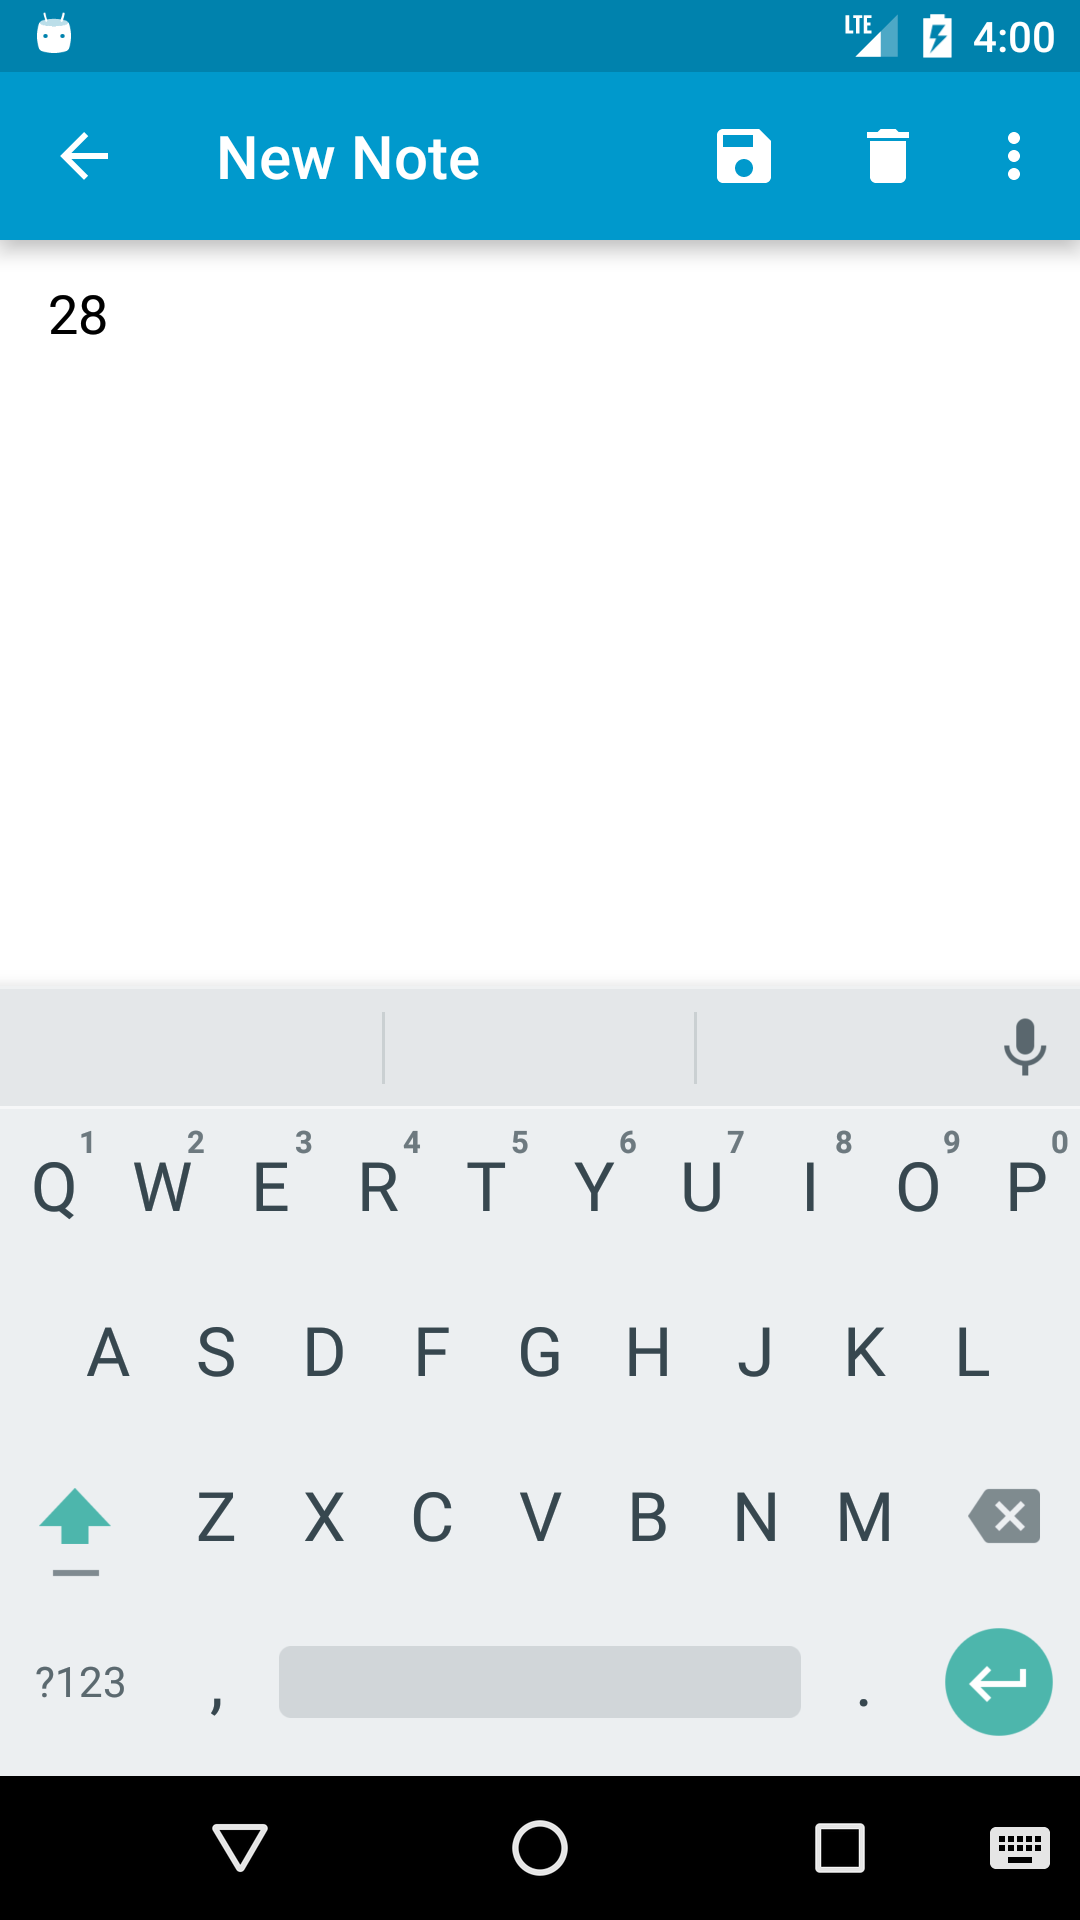 LTE 4:00
New Note
28
1 2 3 4 5 6 7 8 9 0
Q W E R T Y U I O P
A S D F G H J K L
Z X C V B N M
?123 , .